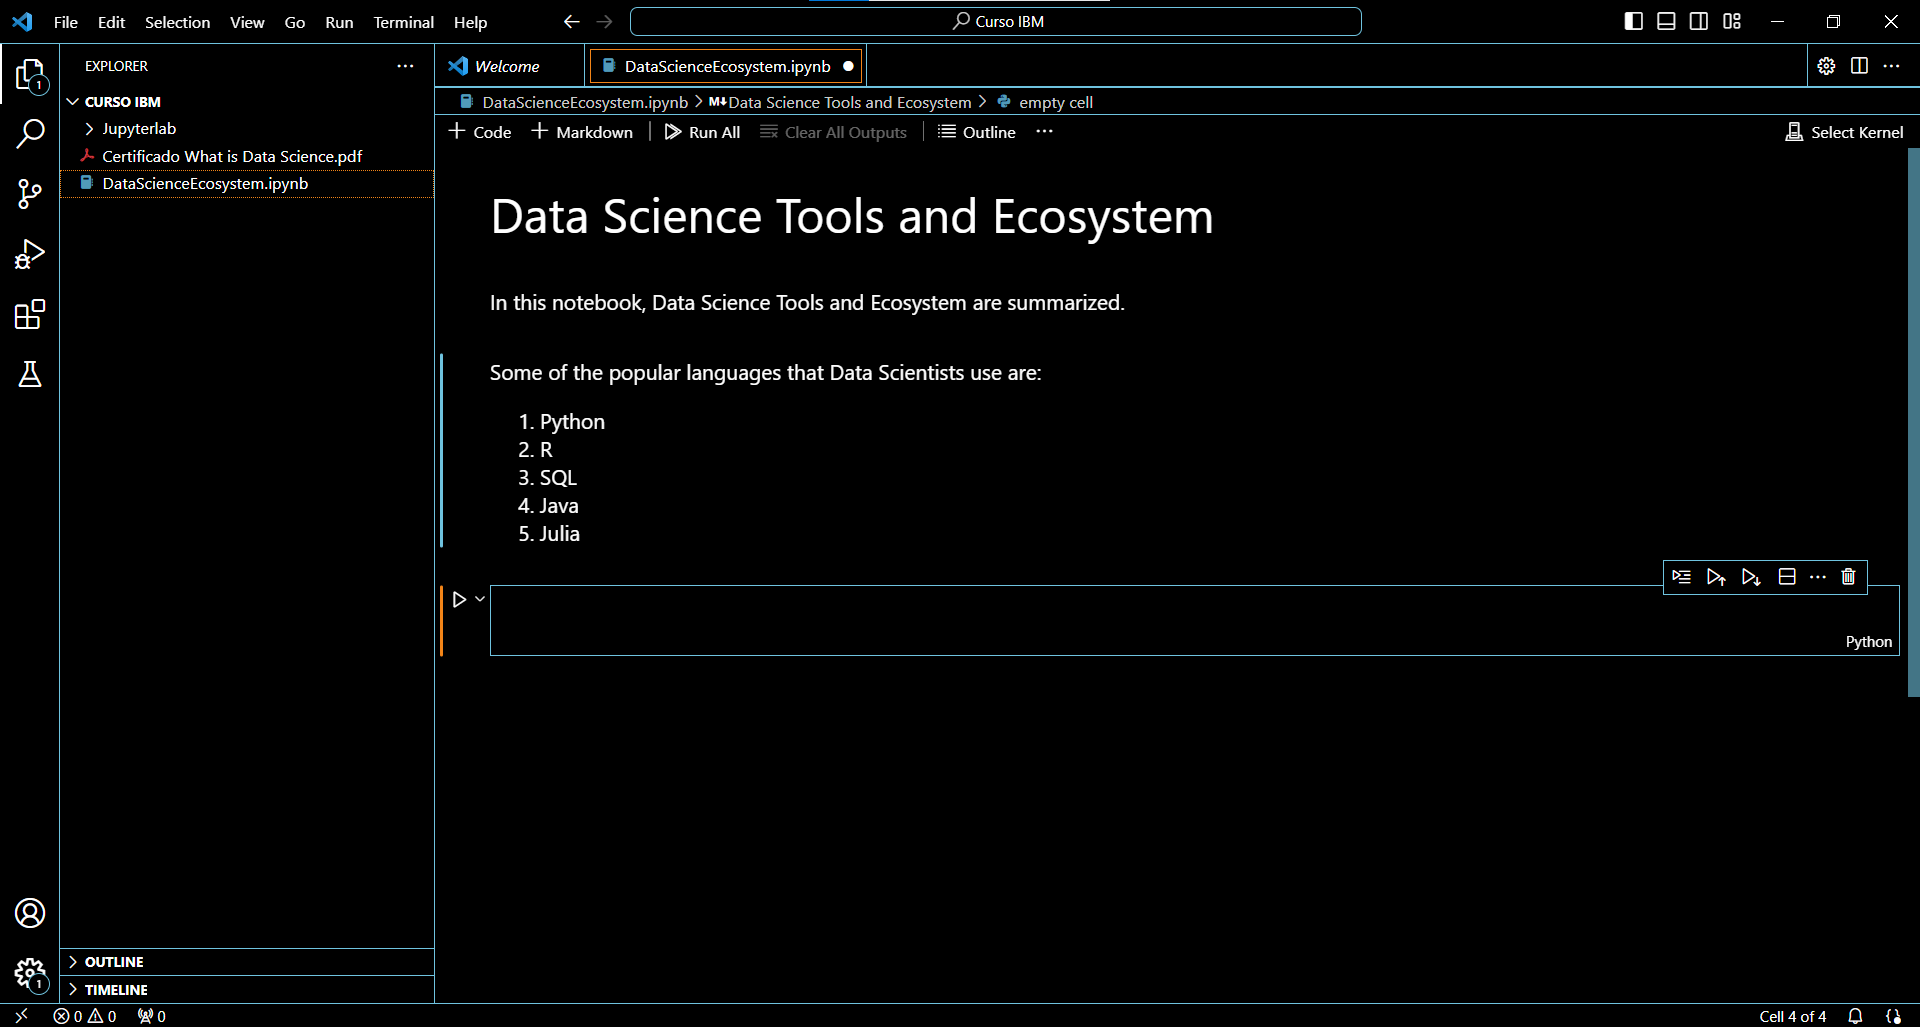 File Edit Selection View Go Run Terminal Help
Curso IBM
EXPLORER
CURSO IBM
Jupyterlab
Certificado What is Data Science.pdf
DataScienceEcosystem.ipynb
OUTLINE
TIMELINE
1
1
Welcome
DataScienceEcosystem.ipynb
DataScienceEcosystem.ipynb > M↓Data Science Tools and Ecosystem > empty cell
+ Code + Markdown Run All Clear All Outputs Outline ...
Select Kernel
Data Science Tools and Ecosystem
In this notebook, Data Science Tools and Ecosystem are summarized.
Some of the popular languages that Data Scientists use are:
1. Python
2. R
3. SQL
4. Java
5. Julia
Python
0 0 0
Cell 4 of 4